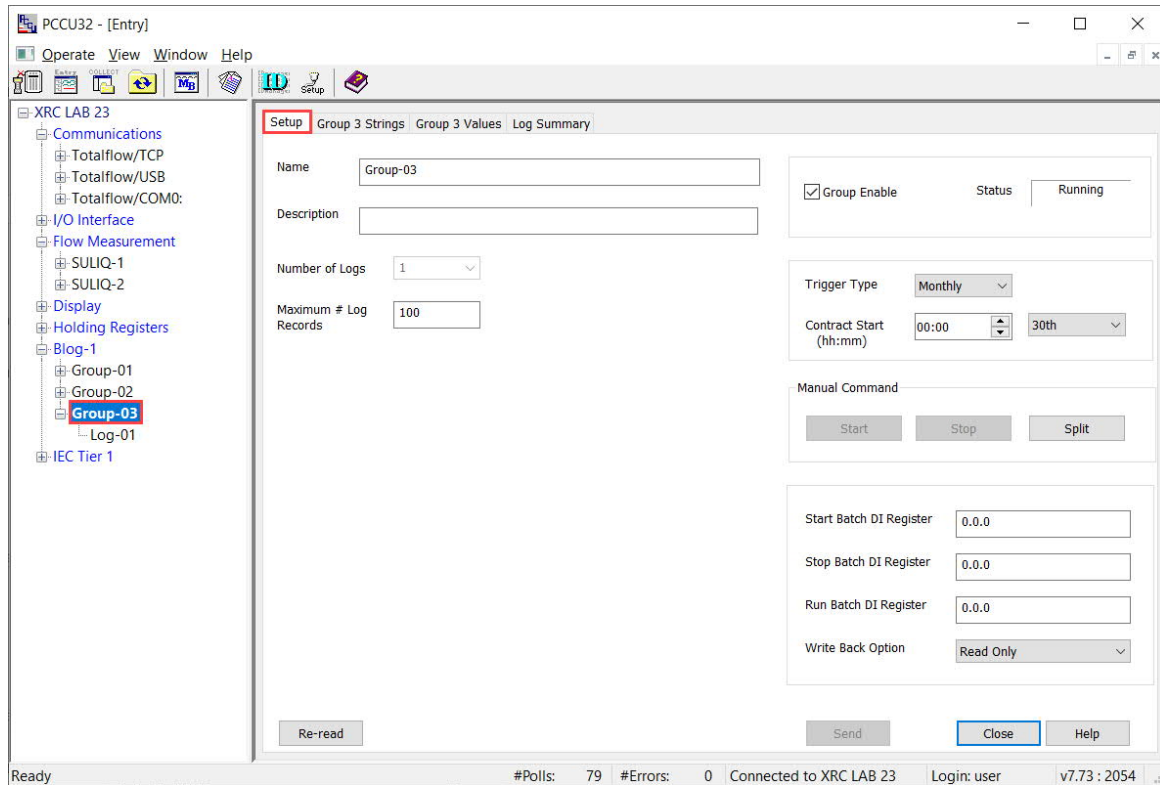 PCCU32 - [Entry]
Operate View Window Help
Entry COLLECT MB ID Manager Setup
XRC LAB 23
Communications
Totalflow/TCP
Totalflow/USB
Totalflow/COM0:
I/O Interface
Flow Measurement
SULIQ-1
SULIQ-2
Display
Holding Registers
Blog-1
Group-01
Group-02
Group-03
Log-01
IEC Tier 1
Setup Group 3 Strings Group 3 Values Log Summary
Name Group-03
Description
Number of Logs 1
Maximum # Log
Records
100
Group Enable Status Running
Trigger Type Monthly
Contract Start
(hh:mm)
00:00 30th
Manual Command
Start Stop Split
Start Batch DI Register 0.0.0
Stop Batch DI Register 0.0.0
Run Batch DI Register 0.0.0
Write Back Option Read Only
Re-read Send Close Help
Ready #Polls: 79 #Errors: 0 Connected to XRC LAB 23 Login: user v7.73 : 2054